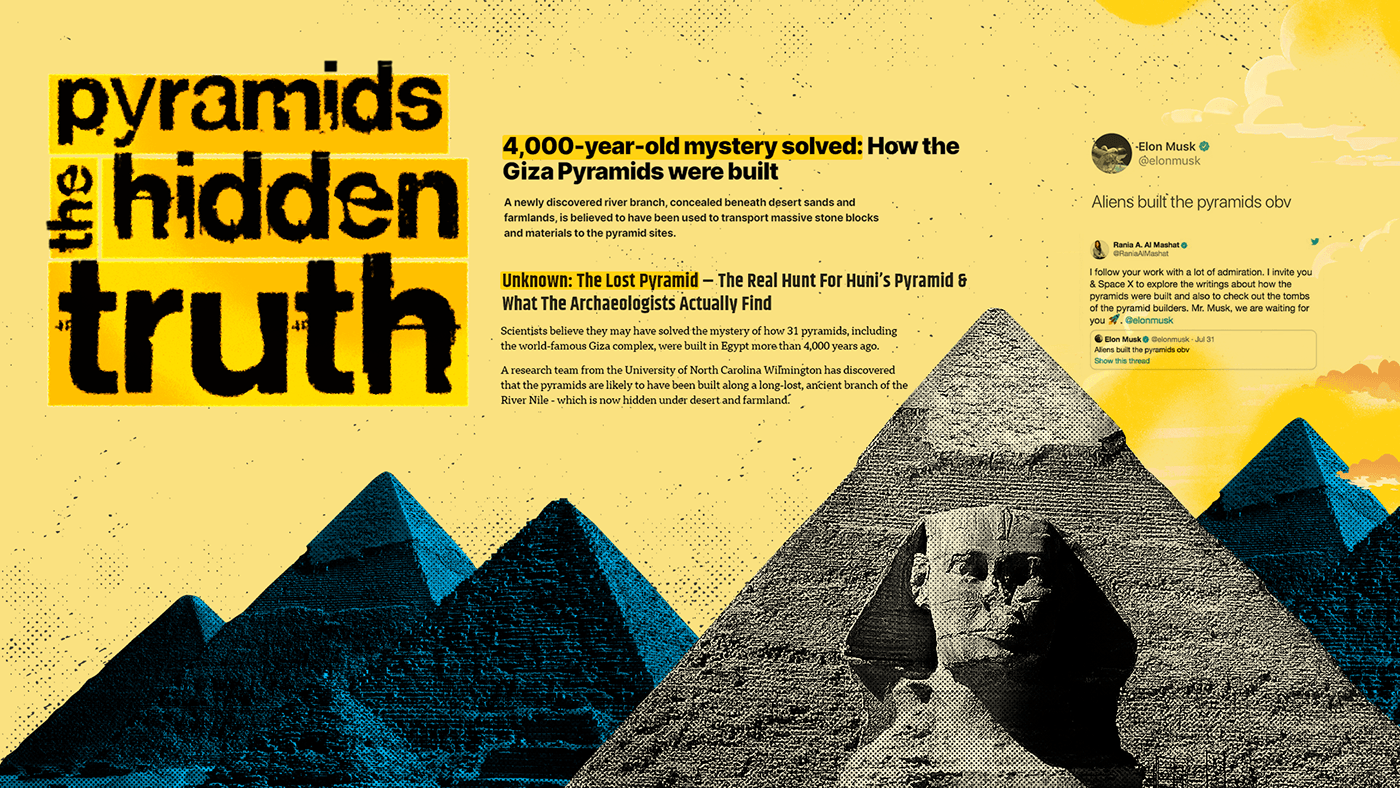 pyramids
the hidden
truth
4,000-year-old mystery solved: How the
Giza Pyramids were built
A newly discovered river branch, concealed beneath desert sands and
farmlands, is believed to have been used to transport massive stone blocks
and materials to the pyramid sites.
Unknown: The Lost Pyramid – The Real Hunt For Huni's Pyramid &
What The Archaeologists Actually Find
Scientists believe they may have solved the mystery of how 31 pyramids, including
the world-famous Giza complex, were built in Egypt more than 4,000 years ago.
A research team from the University of North Carolina Wilmington has discovered
that the pyramids are likely to have been built along a long-lost, ancient branch of the
River Nile - which is now hidden under desert and farmland.
Elon Musk
@elonmusk
Aliens built the pyramids obv
Rania A. Al Mashat
@RaniaAlMashat
I follow your work with a lot of admiration. I invite you
& Space X to explore the writings about how the
pyramids were built and also to check out the tombs
of the pyramid builders. Mr. Musk, we are waiting for
you 🚀. @elonmusk
Elon Musk @elonmusk · Jul 31
Aliens built the pyramids obv
Show this thread